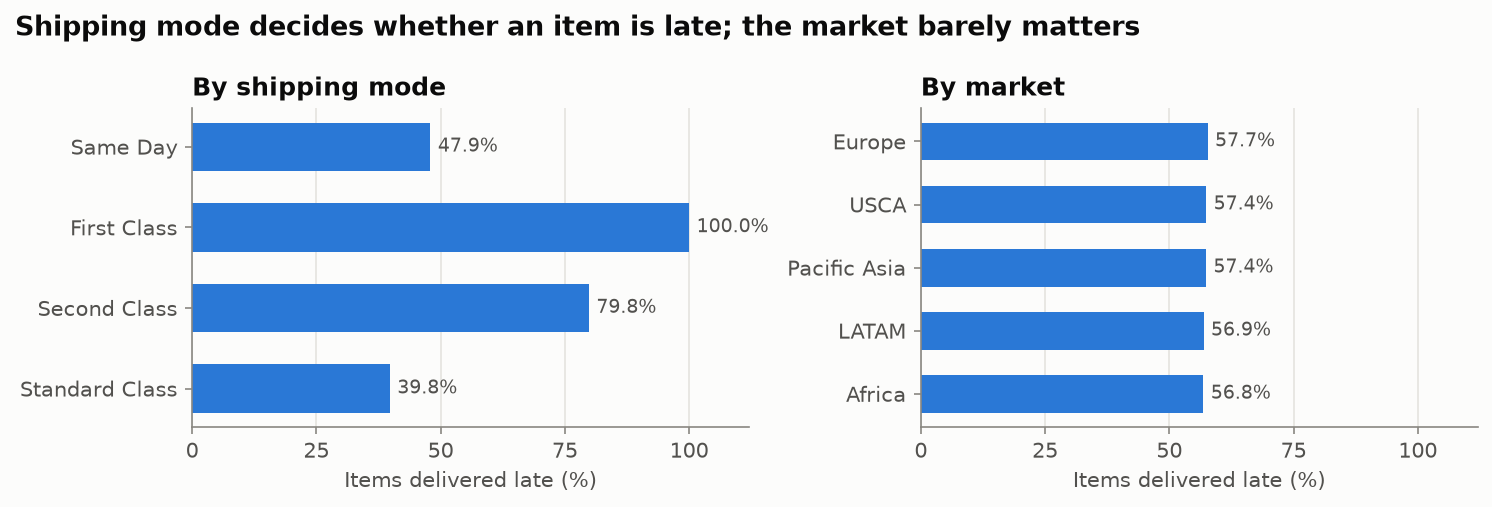 Shipping mode decides whether an item is late; the market barely matters
By shipping mode
Same Day
47.9%
First Class
100.0%
Second Class
79.8%
Standard Class
39.8%
0 25 50 75 100
Items delivered late (%)
By market
Europe
57.7%
USCA
57.4%
Pacific Asia
57.4%
LATAM
56.9%
Africa
56.8%
0 25 50 75 100
Items delivered late (%)